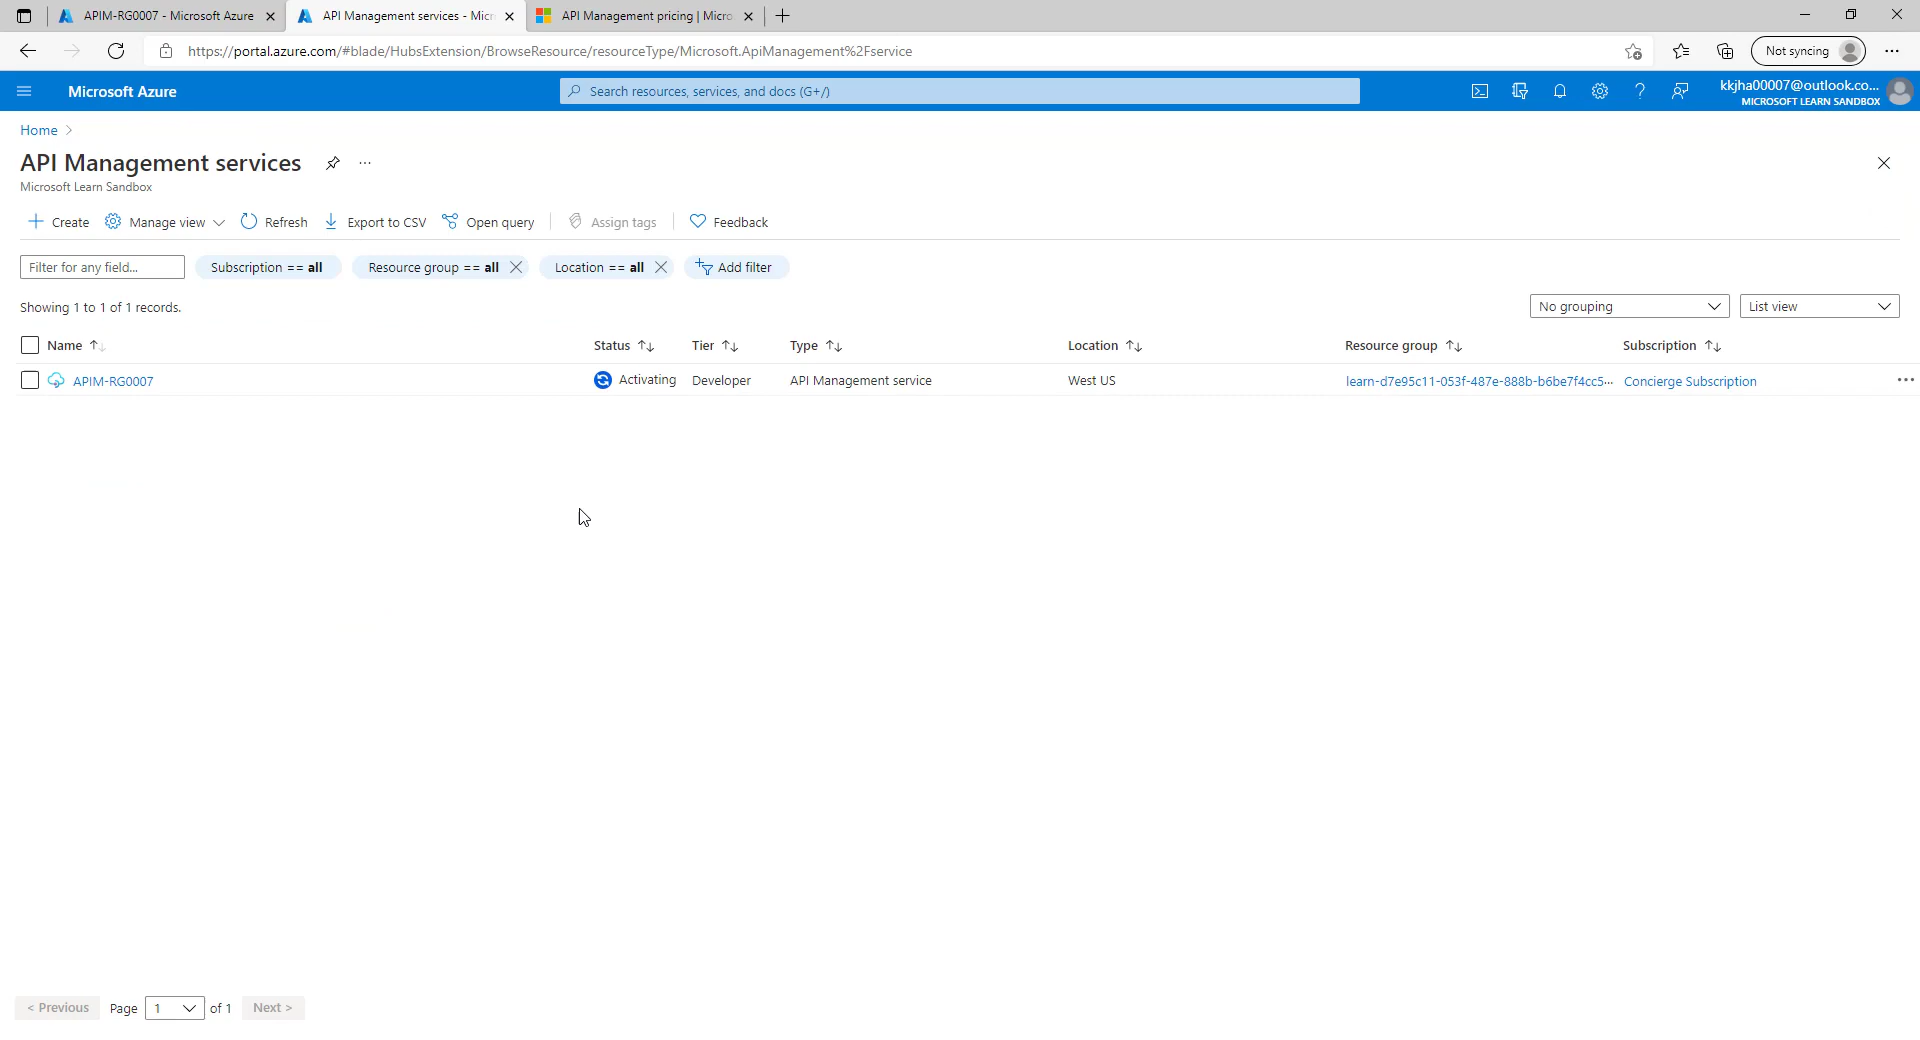 APIM-RG0007 - Microsoft Azure
API Management services - Micr
API Management pricing | Micro
https://portal.azure.com/#blade/HubsExtension/BrowseResource/resourceType/Microsoft.ApiManagement%2Fservice
Not syncing
Microsoft Azure
Search resources, services, and docs (G+/)
kkjha00007@outlook.co...
MICROSOFT LEARN SANDBOX
Home
API Management services
Microsoft Learn Sandbox
Create
Manage view
Refresh
Export to CSV
Open query
Assign tags
Feedback
Filter for any field...
Subscription == all
Resource group == all
Location == all
Add filter
Showing 1 to 1 of 1 records.
No grouping
List view
Name Status Tier Type Location Resource group Subscription
APIM-RG0007 Activating Developer API Management service West US learn-d7e95c11-053f-487e-888b-b6be7f4cc5... Concierge Subscription
< Previous Page 1 of 1 Next >